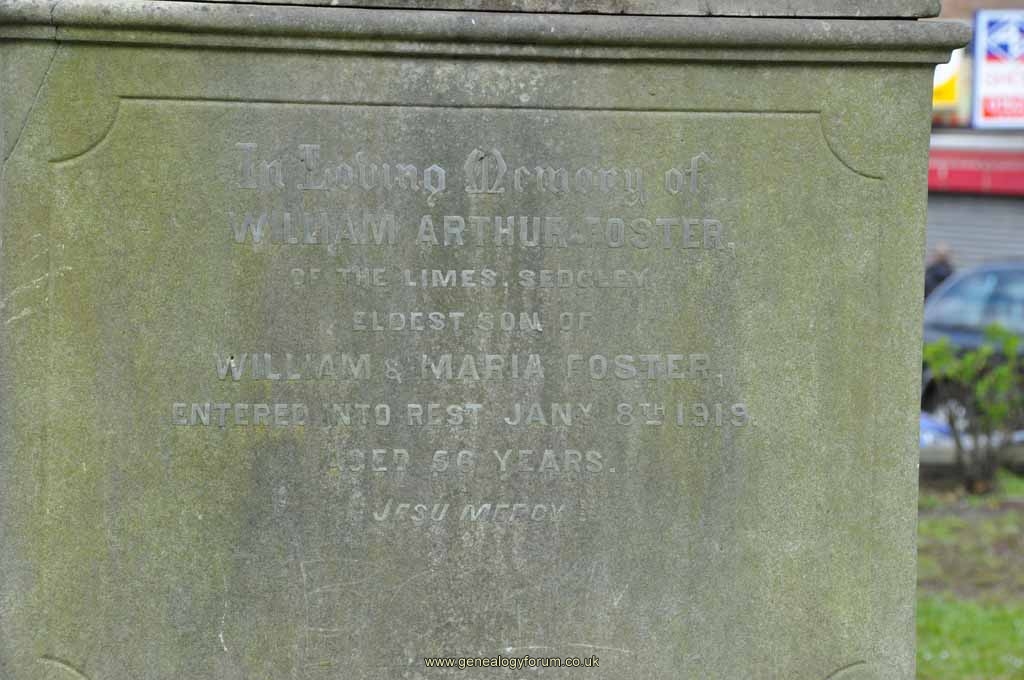 In Loving Memory of
WILLIAM ARTHUR FOSTER,
OF THE LIMES, SEDGLEY,
ELDEST SON OF
WILLIAM & MARIA FOSTER,
ENTERED INTO REST JANY 8TH 1919.
AGED 56 YEARS.
JESU MERCY
www.genealogyforum.co.uk